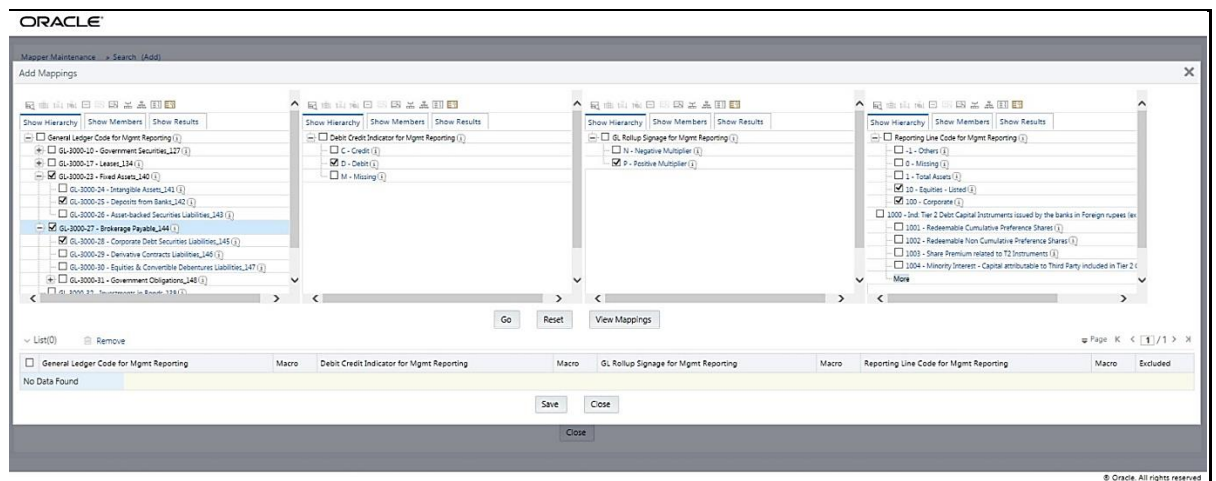 ORACLE
Mapper Maintenance » Search (Add)
Add Mappings
Show Hierarchy Show Members Show Results
General Ledger Code for Mgmt Reporting
GL-3000-10 - Government Securities_127
GL-3000-17 - Leases_134
GL-3000-23 - Fixed Assets_140
GL-3000-24 - Intangible Assets_141
GL-3000-25 - Deposits from Banks_142
GL-3000-26 - Asset-backed Securities Liabilities_143
GL-3000-27 - Brokerage Payable_144
GL-3000-28 - Corporate Debt Securities Liabilities_145
GL-3000-29 - Derivative Contracts Liabilities_146
GL-3000-30 - Equities & Convertible Debentures Liabilities_147
GL-3000-31 - Government Obligations_148
GL-3000-32 - Investments in Bonds_138
Show Hierarchy Show Members Show Results
Debit Credit Indicator for Mgmt Reporting
C - Credit
D - Debit
M - Missing
Show Hierarchy Show Members Show Results
GL Rollup Signage for Mgmt Reporting
N - Negative Multiplier
P - Positive Multiplier
Show Hierarchy Show Members Show Results
Reporting Line Code for Mgmt Reporting
-1 - Others
0 - Missing
1 - Total Assets
10 - Equities - Listed
100 - Corporate
1000 - Ind: Tier 2 Debt Capital Instruments issued by the banks in Foreign rupees
1001 - Redeemable Cumulative Preference Shares
1002 - Redeemable Non Cumulative Preference Shares
1003 - Share Premium related to T2 Instruments
1004 - Minority Interest - Capital attributable to Third Party included in Tier 2
More
Go Reset View Mappings
List(0) Remove Page K < 1 / 1 >
General Ledger Code for Mgmt Reporting Macro Debit Credit Indicator for Mgmt Reporting Macro GL Rollup Signage for Mgmt Reporting Macro Reporting Line Code for Mgmt Reporting Macro Excluded
No Data Found
Save Close
Close
© Oracle. All rights reserved